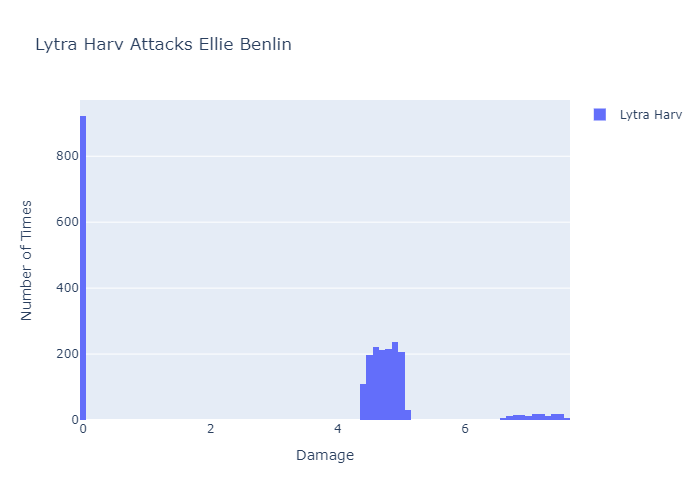 Lytra Harv Attacks Ellie Benlin
Lytra Harv
Number of Times
800
600
400
200
0
0 2 4 6
Damage